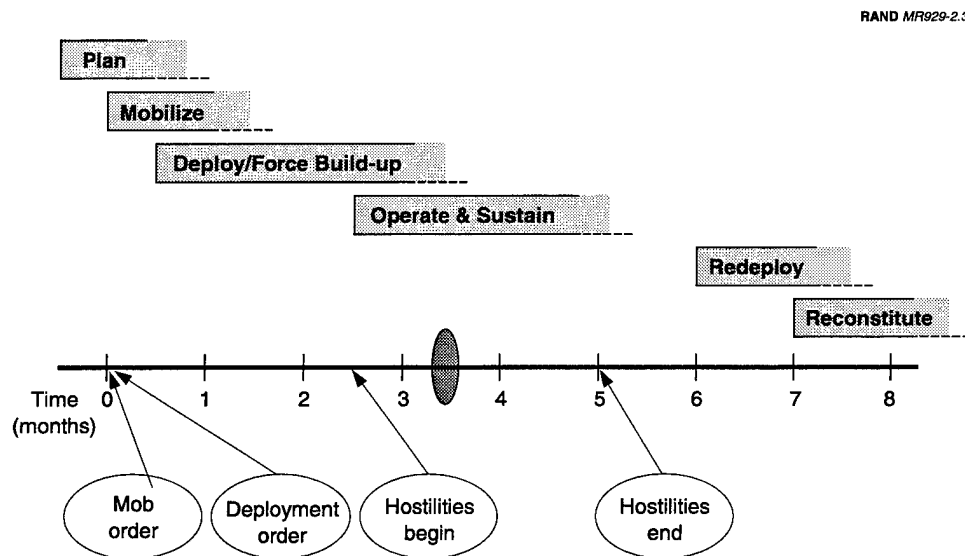 RAND MR929-2.3
Plan
Mobilize
Deploy/Force Build-up
Operate & Sustain
Redeploy
Reconstitute
Time
(months)
0 1 2 3 4 5 6 7 8
Mob
order
Deployment
order
Hostilities
begin
Hostilities
end